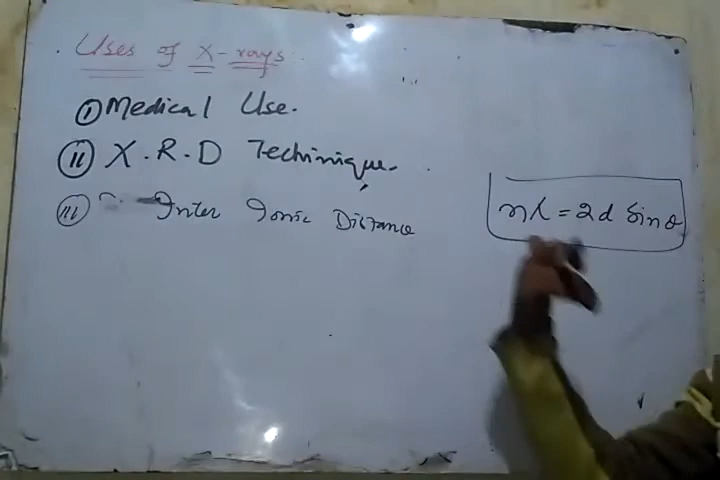 Uses of X-rays
(i) Medical Use.
(ii) X.R.D Techinique.
(iii) Inter Ionic Distance
nλ = 2d Sinθ